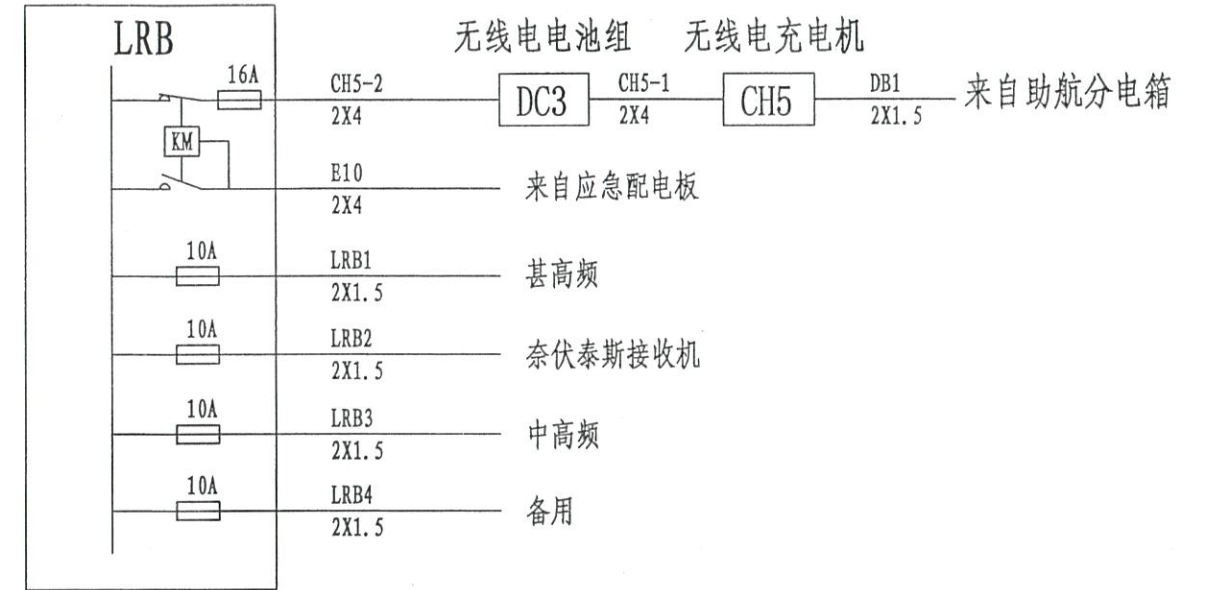 LRB
无线电电池组 无线电充电机
16A
CH5-2
2X4
DC3
CH5-1
2X4
CH5
DB1
2X1.5
来自助航分电箱
KM
E10
2X4
来自应急配电板
10A
LRB1
2X1.5
甚高频
10A
LRB2
2X1.5
奈伏泰斯接收机
10A
LRB3
2X1.5
中高频
10A
LRB4
2X1.5
备用